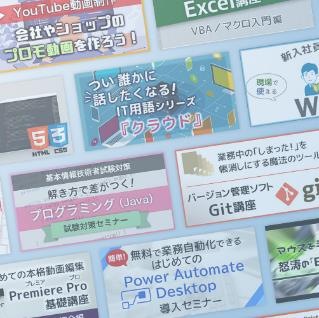 YouTube動画制作
会社やショップの
プロモ動画を作ろう!
Excel講座
VBA/マクロ入門編
つい誰かに
話したくなる!
IT用語シリーズ
『クラウド』
新入社員
現場で
使える
W
HTML CSS
基本情報技術者試験対策
解き方で差がつく!
プログラミング(Java)
試験対策セミナー
業務中の「しまった!」を
帳消しにする魔法のツール
バージョン管理ソフト
Git講座
gi
めての本格動画編集
プレミア プロ
Premiere Pro
基礎講座
簡単!
無料で業務自動化できる
はじめての
Power Automate
Desktop
導入セミナー
マウスキ
怒涛の「E